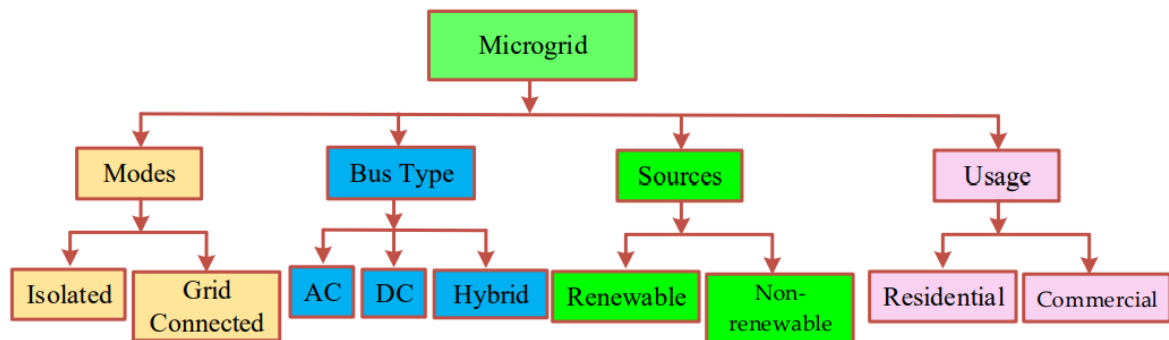 Microgrid
Modes
Bus Type
Sources
Usage
Isolated
Grid
Connected
AC
DC
Hybrid
Renewable
Non-
renewable
Residential
Commercial